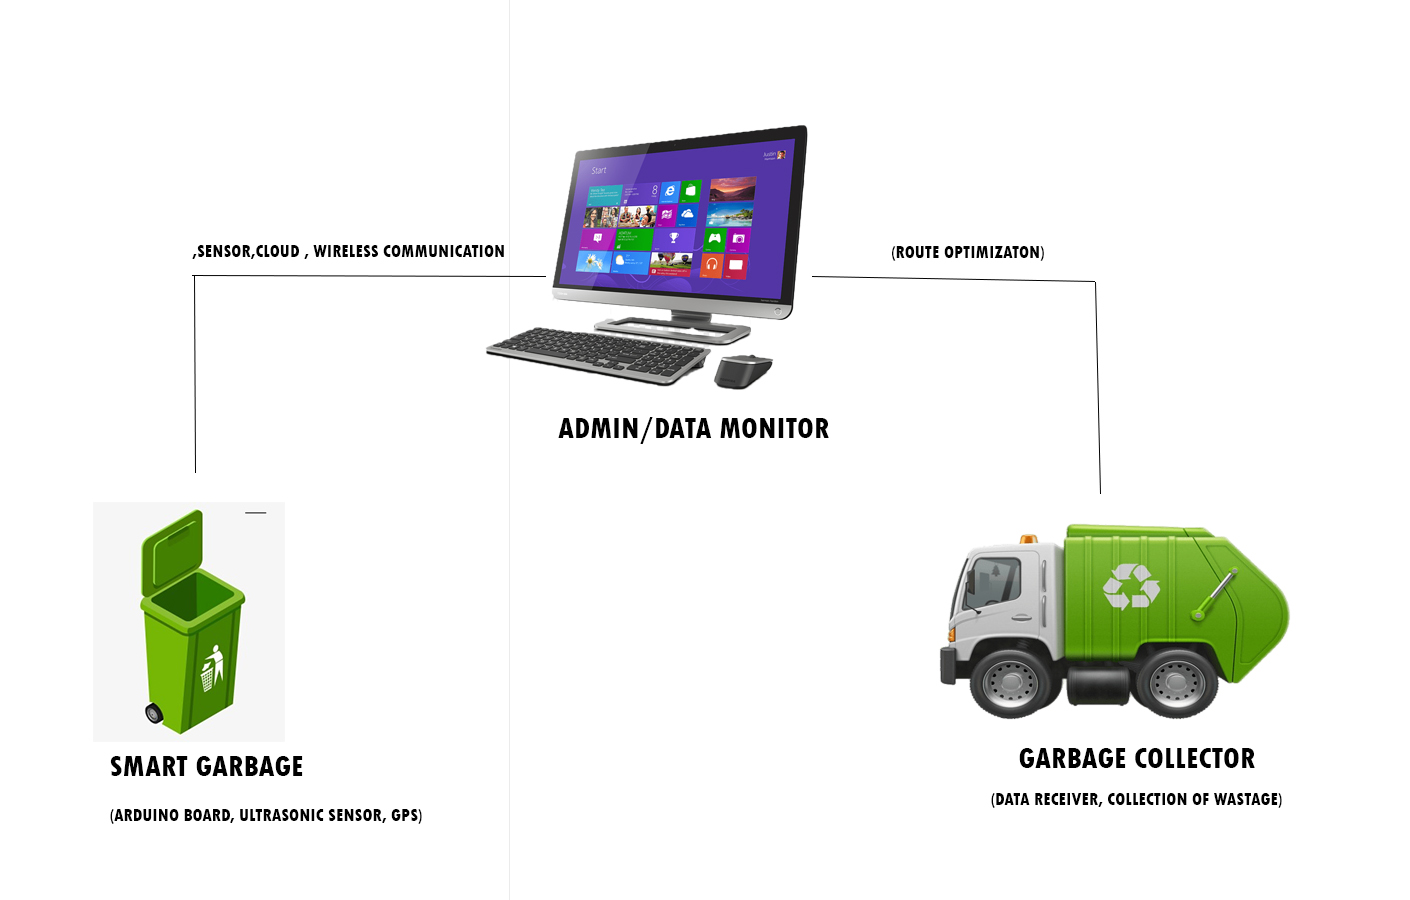 Start
8
,SENSOR,CLOUD , WIRELESS COMMUNICATION
(ROUTE OPTIMIZATON)
ADMIN/DATA MONITOR
SMART GARBAGE
(ARDUINO BOARD, ULTRASONIC SENSOR, GPS)
GARBAGE COLLECTOR
(DATA RECEIVER, COLLECTION OF WASTAGE)